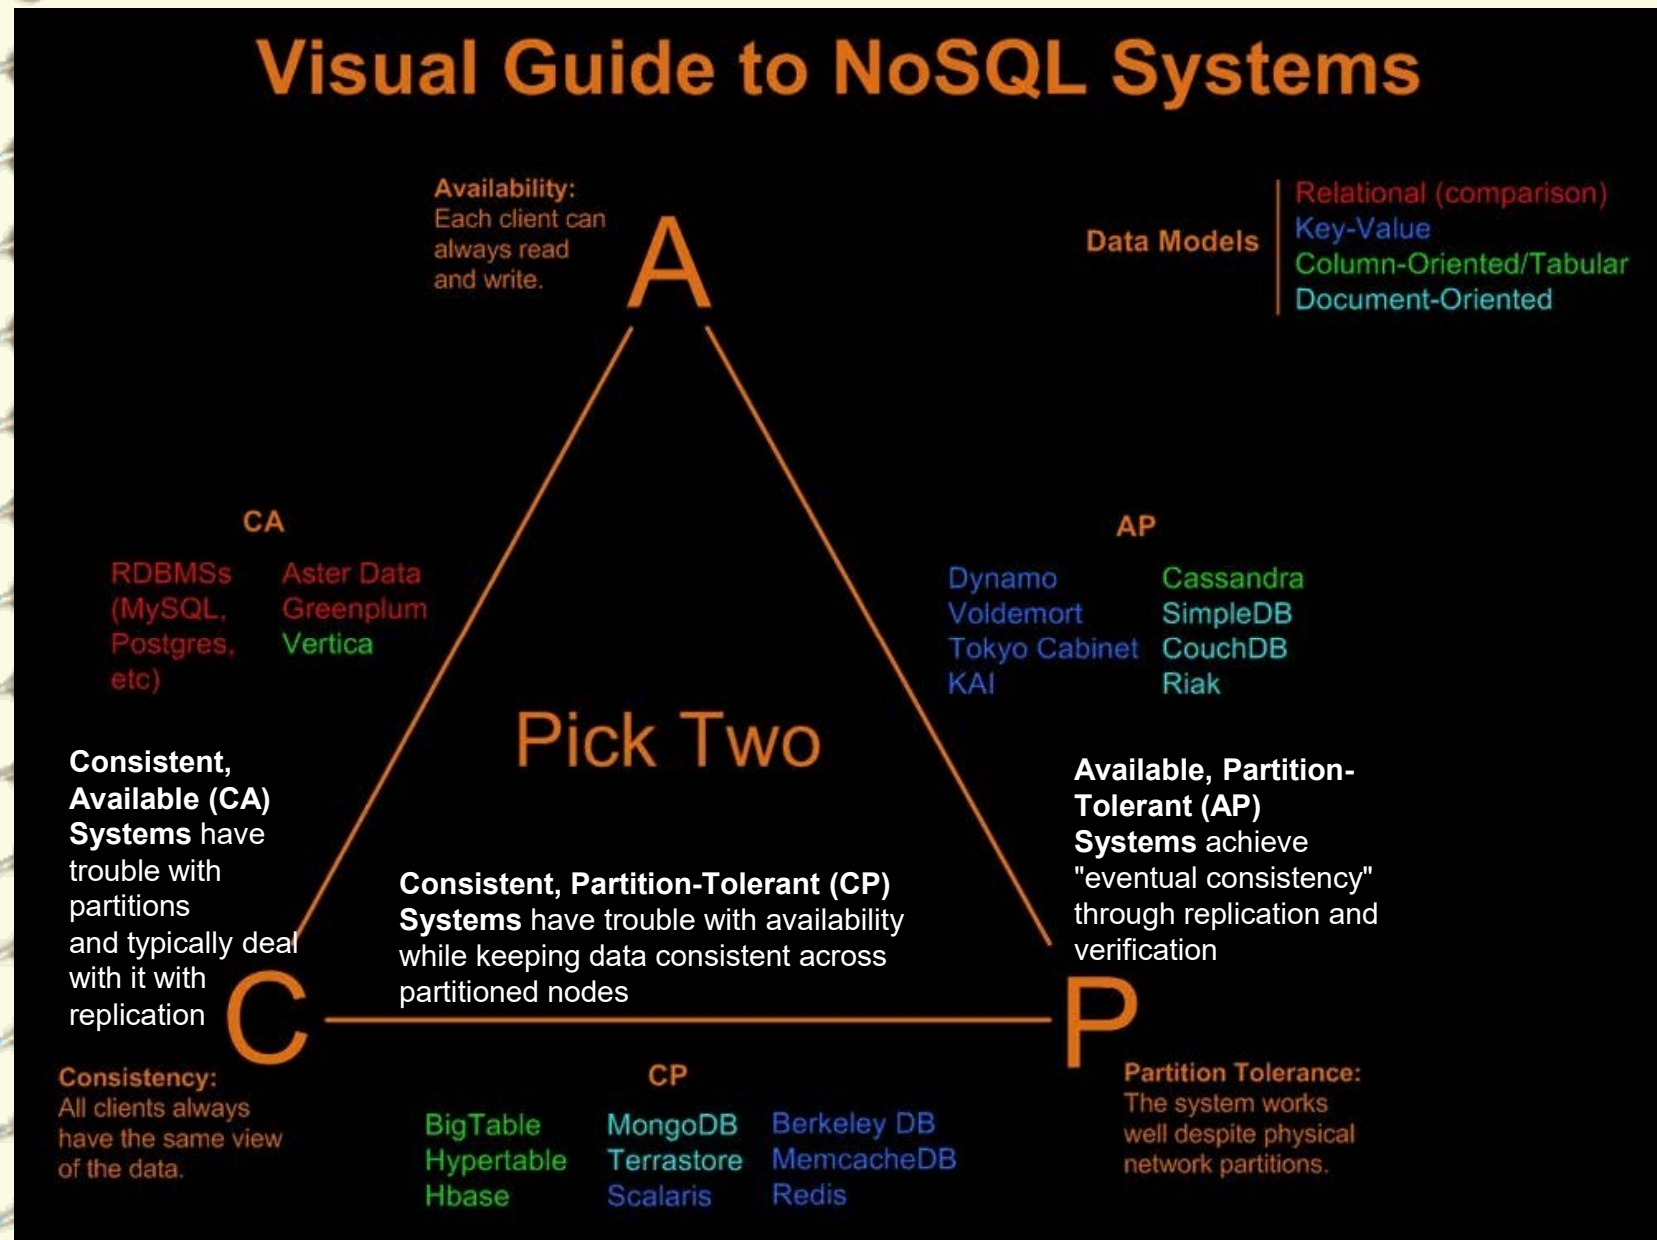 Visual Guide to NoSQL Systems
Availability:
Each client can
always read
and write.
A
Data Models
Relational (comparison)
Key-Value
Column-Oriented/Tabular
Document-Oriented
CA
RDBMSs
(MySQL,
Postgres,
etc)
Aster Data
Greenplum
Vertica
AP
Dynamo
Voldemort
Tokyo Cabinet
KAI
Cassandra
SimpleDB
CouchDB
Riak
Pick Two
Consistent,
Available (CA)
Systems have
trouble with
partitions
and typically deal
with it with
replication
Consistent, Partition-Tolerant (CP)
Systems have trouble with availability
while keeping data consistent across
partitioned nodes
Available, Partition-
Tolerant (AP)
Systems achieve
"eventual consistency"
through replication and
verification
C
P
Consistency:
All clients always
have the same view
of the data.
CP
BigTable
Hypertable
Hbase
MongoDB
Terrastore
Scalaris
Berkeley DB
MemcacheDB
Redis
Partition Tolerance:
The system works
well despite physical
network partitions.